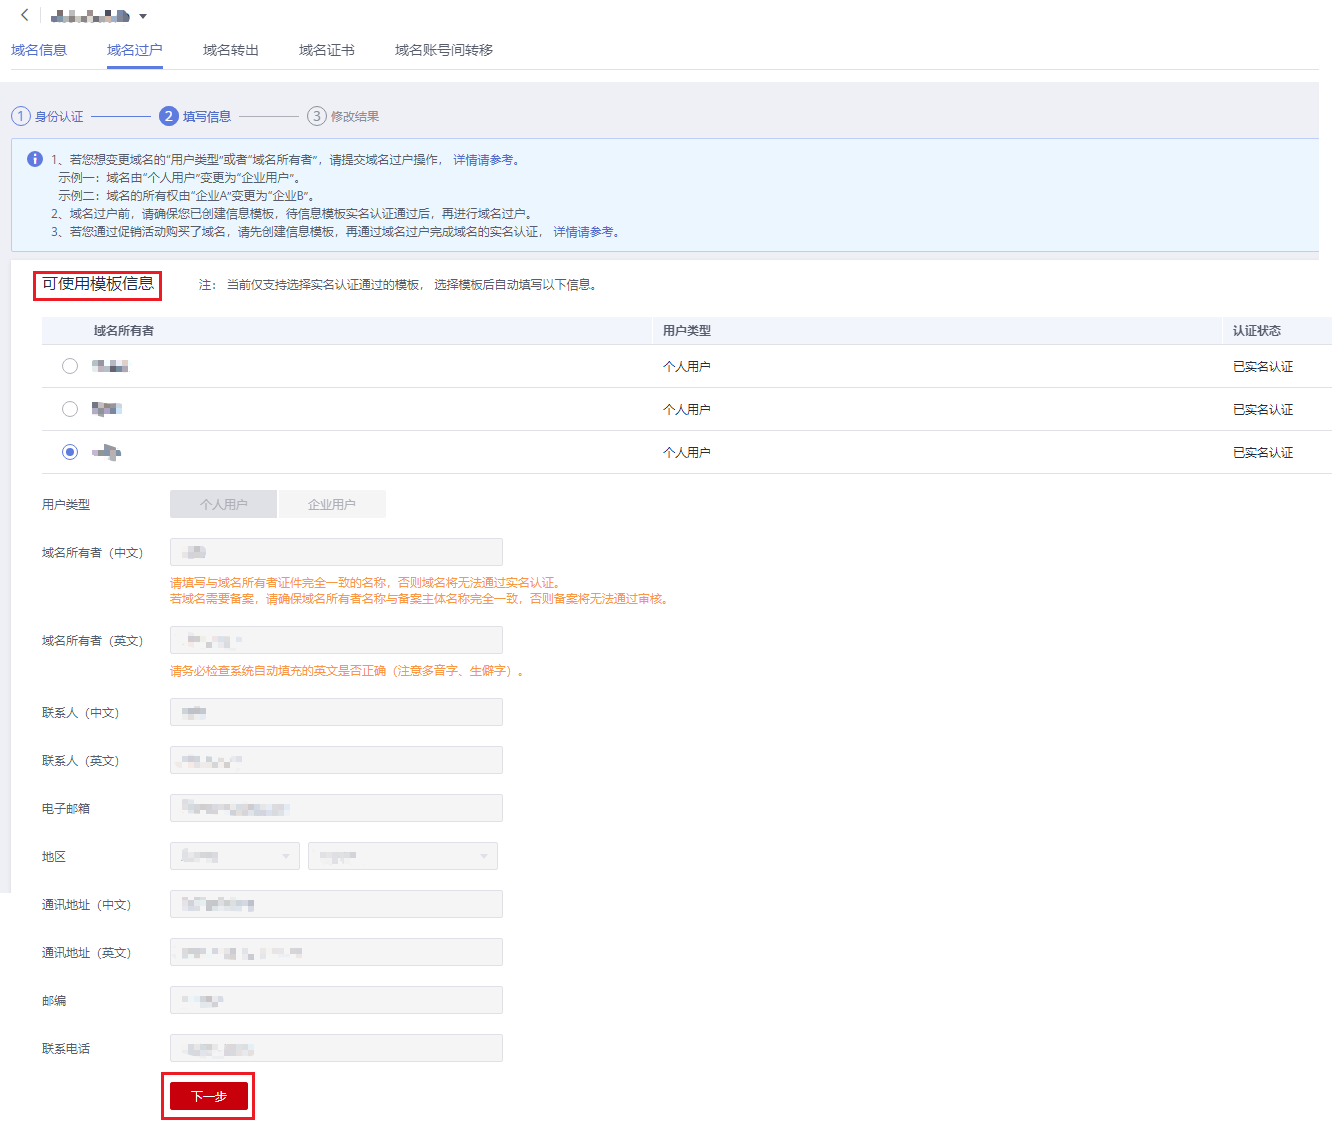 域名信息 域名过户 域名转出 域名证书 域名账号间转移
1 身份认证 2 填写信息 3 修改结果
1、若您想变更域名的"用户类型"或者"域名所有者"，请提交域名过户操作， 详情请参考。
示例一：域名由"个人用户"变更为"企业用户"。
示例二：域名的所有权由"企业A"变更为"企业B"。
2、域名过户前，请确保您已创建信息模板，待信息模板实名认证通过后，再进行域名过户。
3、若您通过促销活动购买了域名，请先创建信息模板，再通过域名过户完成域名的实名认证， 详情请参考。
可使用模板信息 注： 当前仅支持选择实名认证通过的模板， 选择模板后自动填写以下信息。
域名所有者 用户类型 认证状态
个人用户 已实名认证
个人用户 已实名认证
个人用户 已实名认证
用户类型 个人用户 企业用户
域名所有者（中文）
请填写与域名所有者证件完全一致的名称，否则域名将无法通过实名认证。
若域名需要备案，请确保域名所有者名称与备案主体名称完全一致，否则备案将无法通过审核。
域名所有者（英文）
请务必检查系统自动填充的英文是否正确（注意多音字、生僻字）。
联系人（中文）
联系人（英文）
电子邮箱
地区
通讯地址（中文）
通讯地址（英文）
邮编
联系电话
下一步